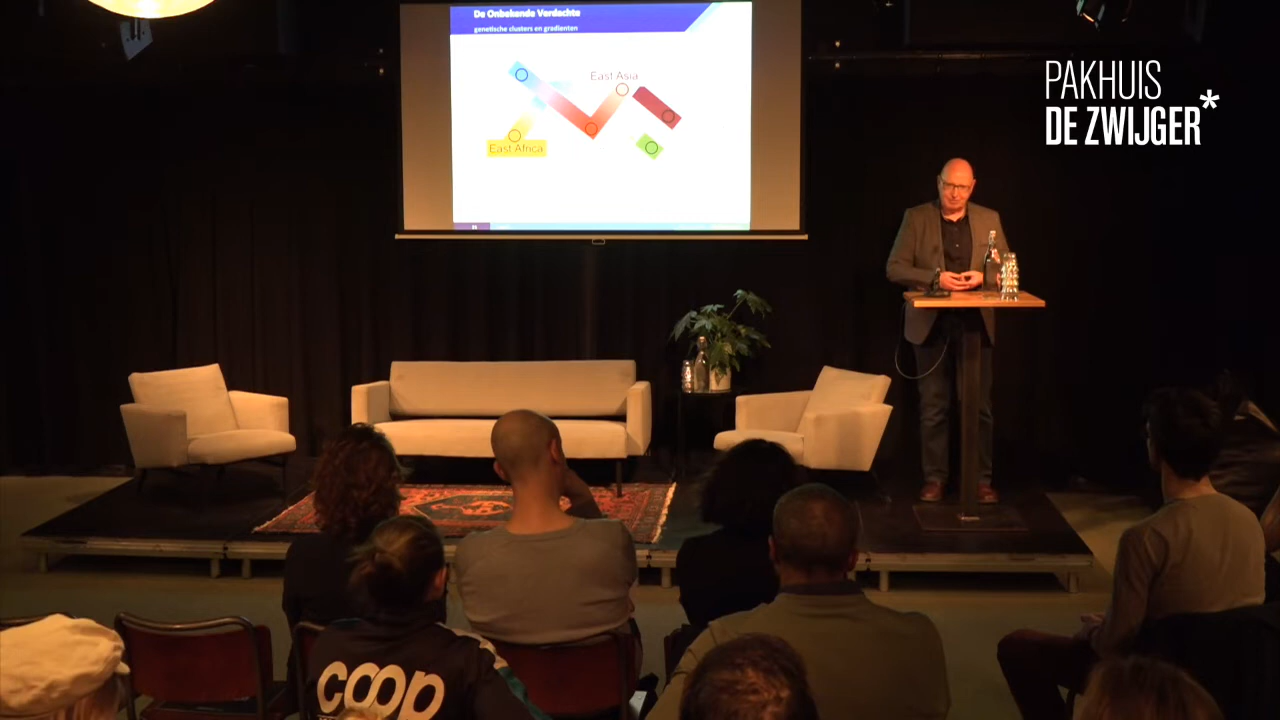 De Onbekende Verdachte
genetische clusters en gradienten
East Asia
East Africa
PAKHUIS
DE ZWIJGER*
coop